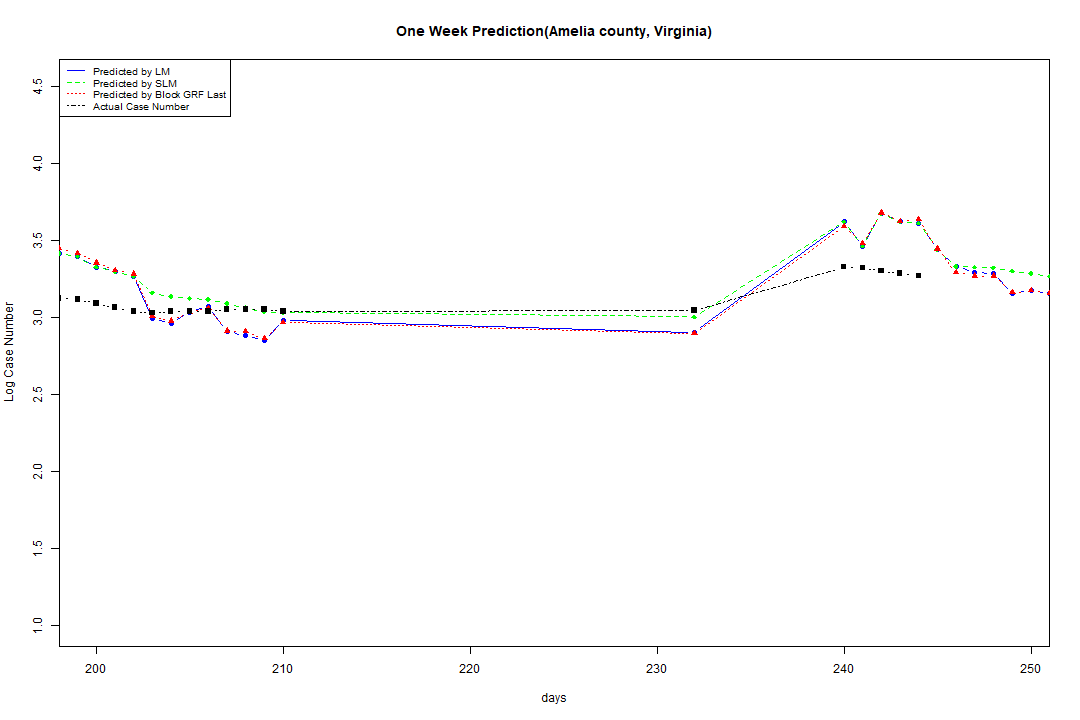 One Week Prediction(Amelia county, Virginia)
Predicted by LM
Predicted by SLM
Predicted by Block GRF Last
Actual Case Number
4.5
4.0
3.5
3.0
2.5
2.0
1.5
1.0
Log Case Number
200 210 220 230 240 250
days